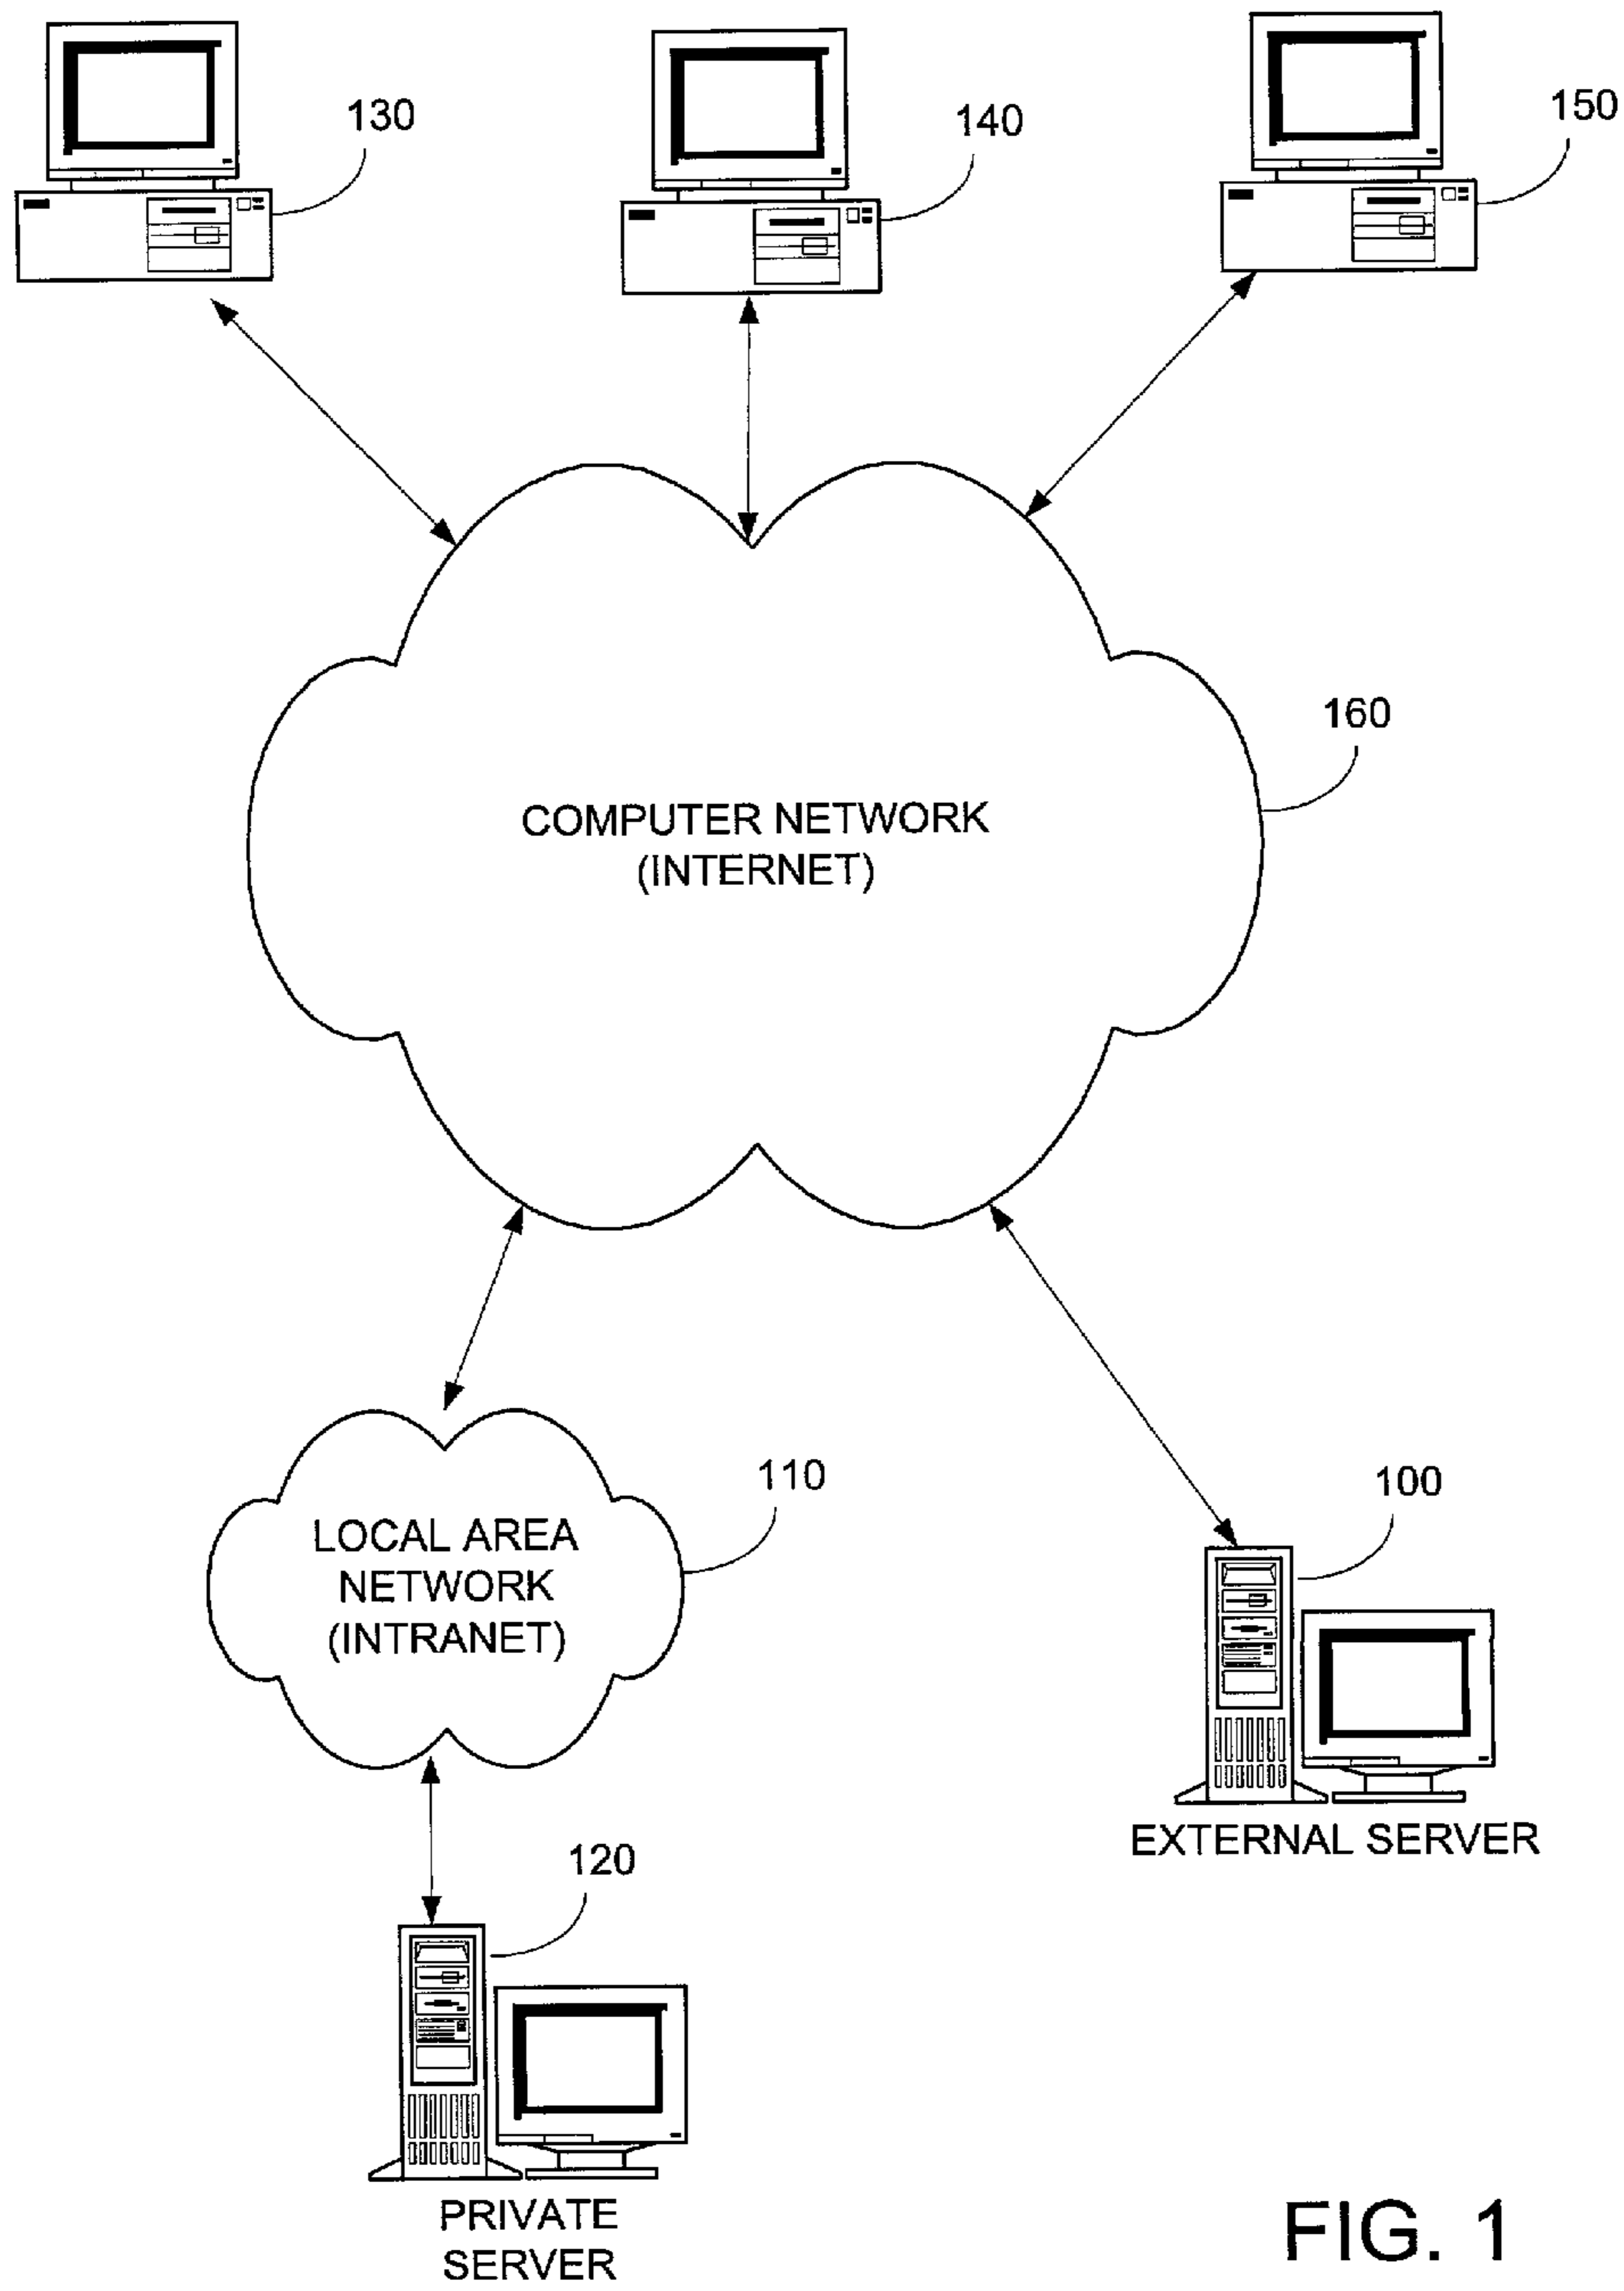 130
140
150
160
COMPUTER NETWORK
(INTERNET)
110
100
LOCAL AREA
NETWORK
(INTRANET)
EXTERNAL SERVER
120
PRIVATE
SERVER
FIG. 1